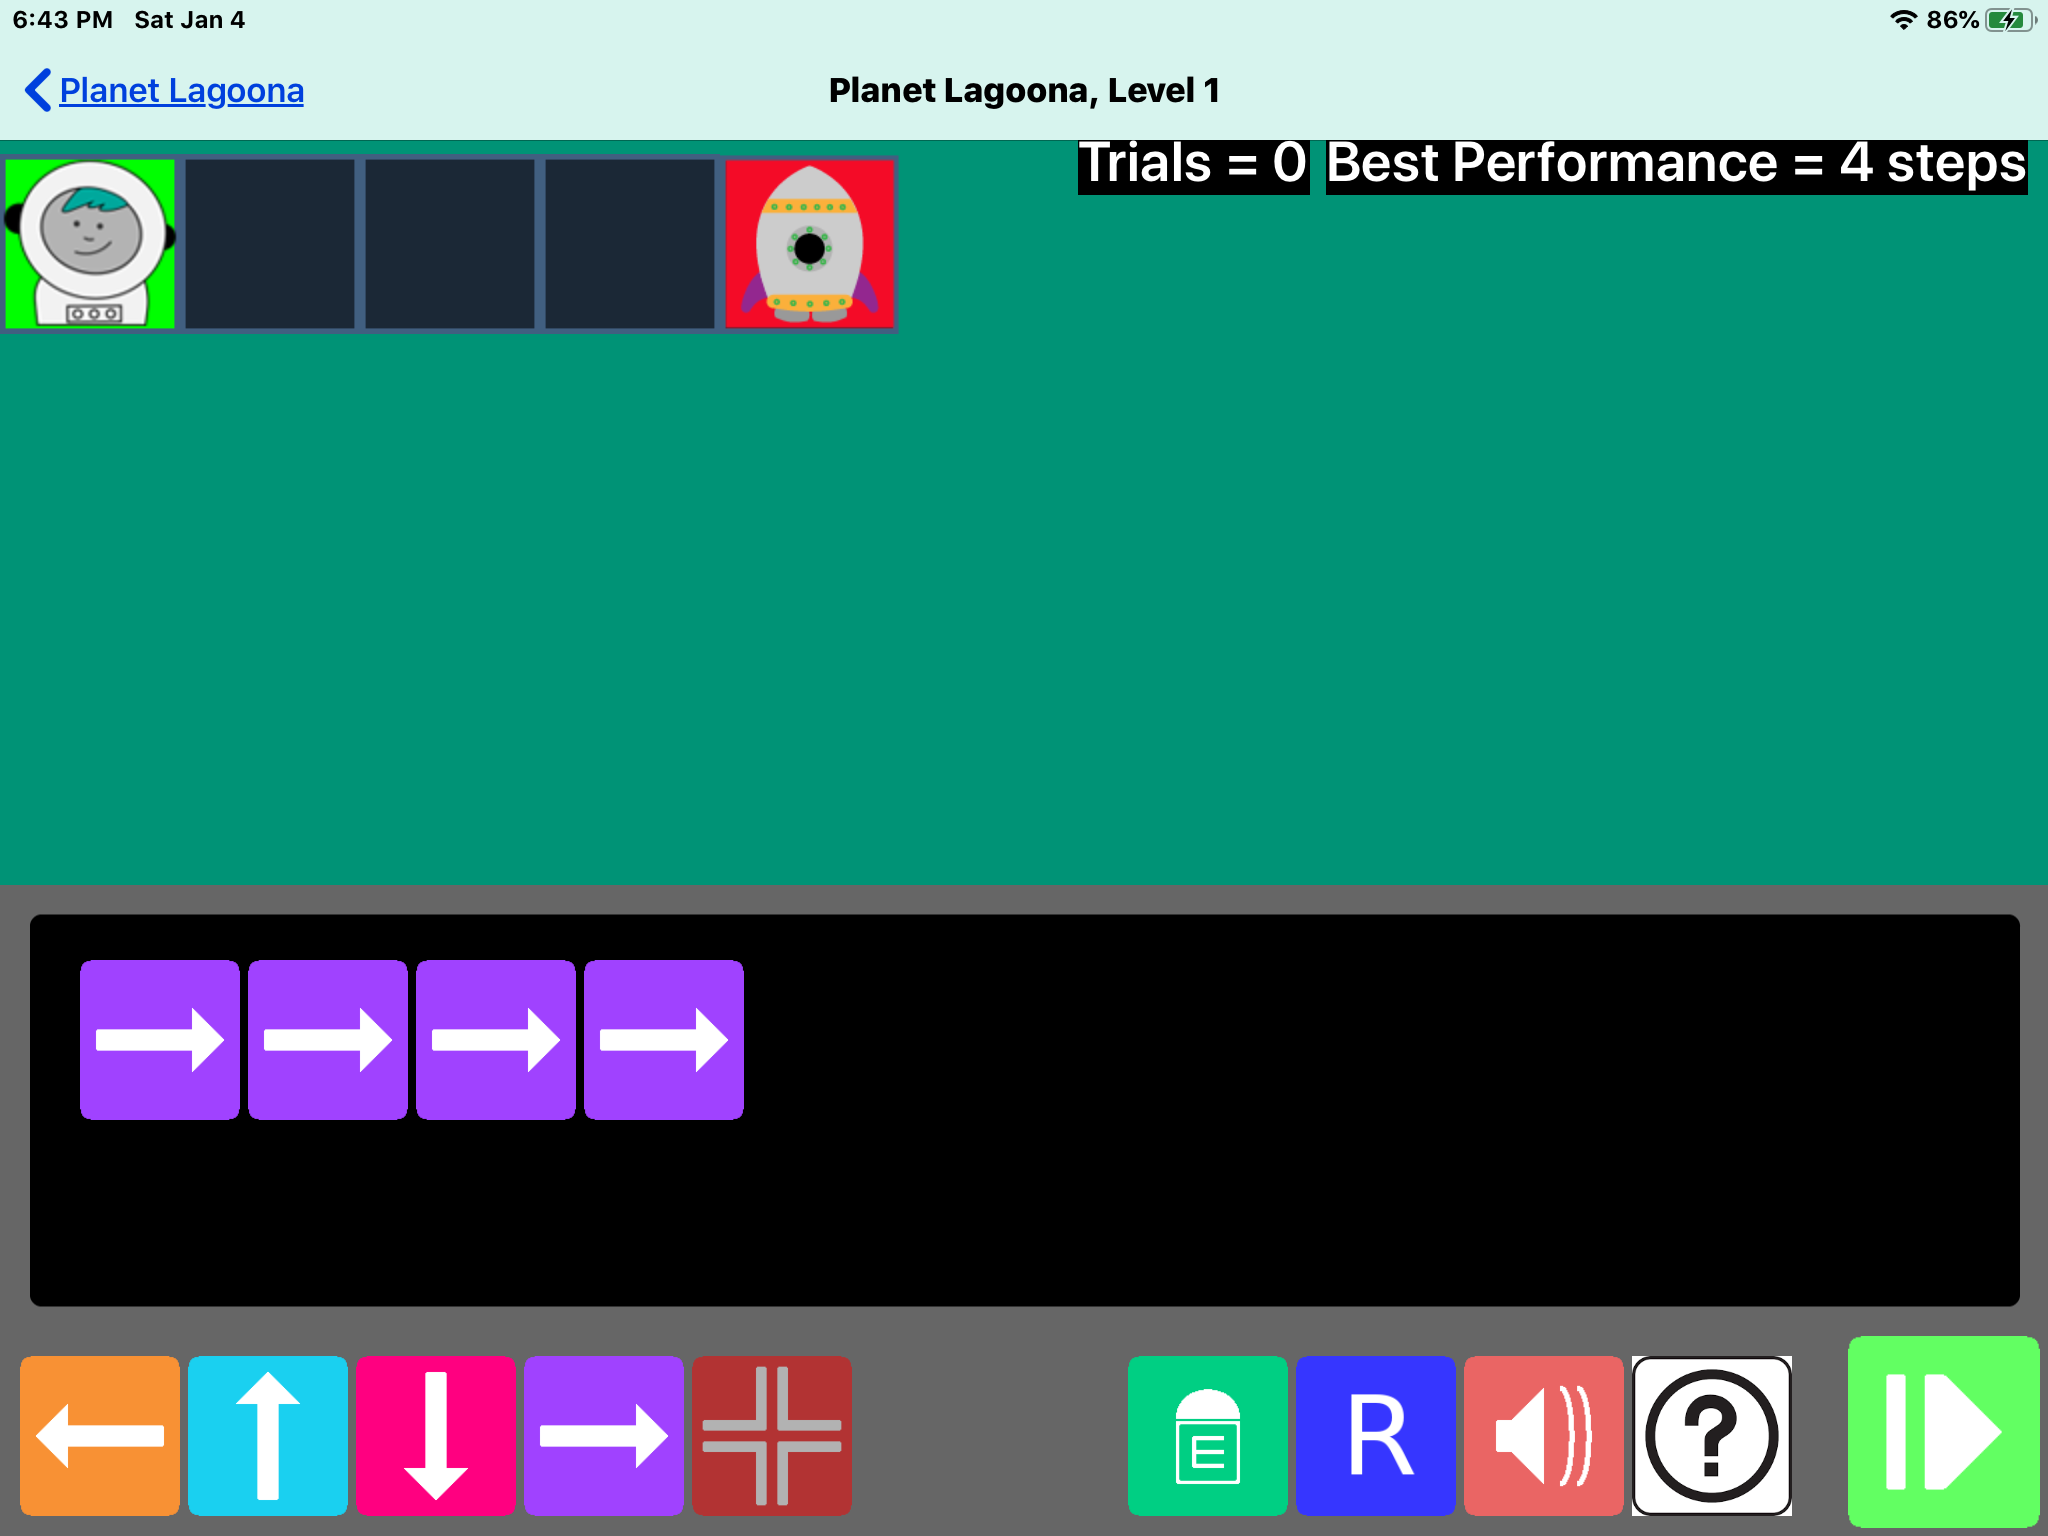 6:43 PM Sat Jan 4 86%
Planet Lagoona Planet Lagoona, Level 1
Trials = 0 Best Performance = 4 steps
E R ?